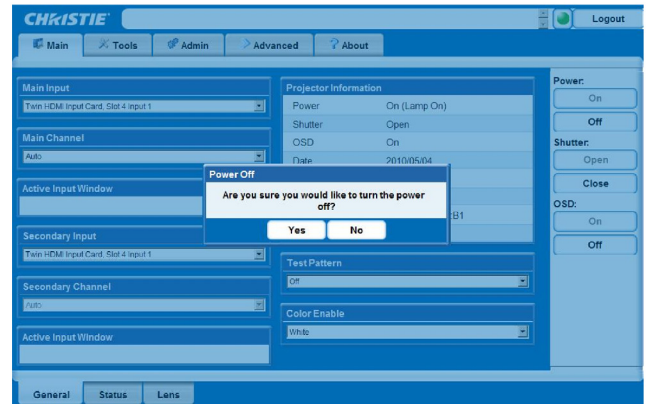 CHRISTIE
Logout
Main
Tools
Admin
Advanced
? About
Main Input
Twin HDMI Input Card, Slot 4 Input 1
Main Channel
Auto
Active Input Window
Secondary Input
Twin HDMI Input Card, Slot 4 Input 1
Secondary Channel
Auto
Active Input Window
Projector Information
Power On (Lamp On)
Shutter Open
OSD On
Date 2010/05/04
:B1
Power Off
Are you sure you would like to turn the power
off?
Yes No
Test Pattern
Off
Color Enable
White
Power:
On
Off
Shutter:
Open
Close
OSD:
On
Off
General Status Lens